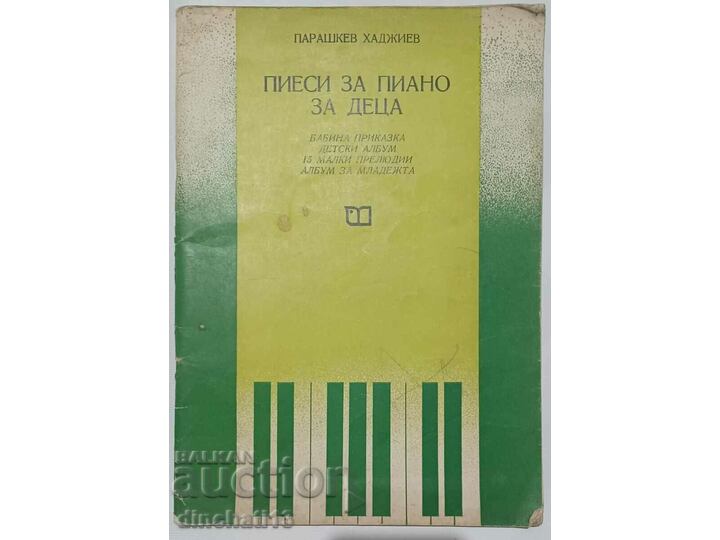 ПАРАШКЕВ ХАДЖИЕВ
ПИЕСИ ЗА ПИАНО
ЗА ДЕЦА
БАБИНА ПРИКАЗКА
ДЕТСКИ АЛБУМ
15 МАЛКИ ПРЕЛЮДИИ
АЛБУМ ЗА МЛАДЕЖТА
BALKAN
auction
dinchati13